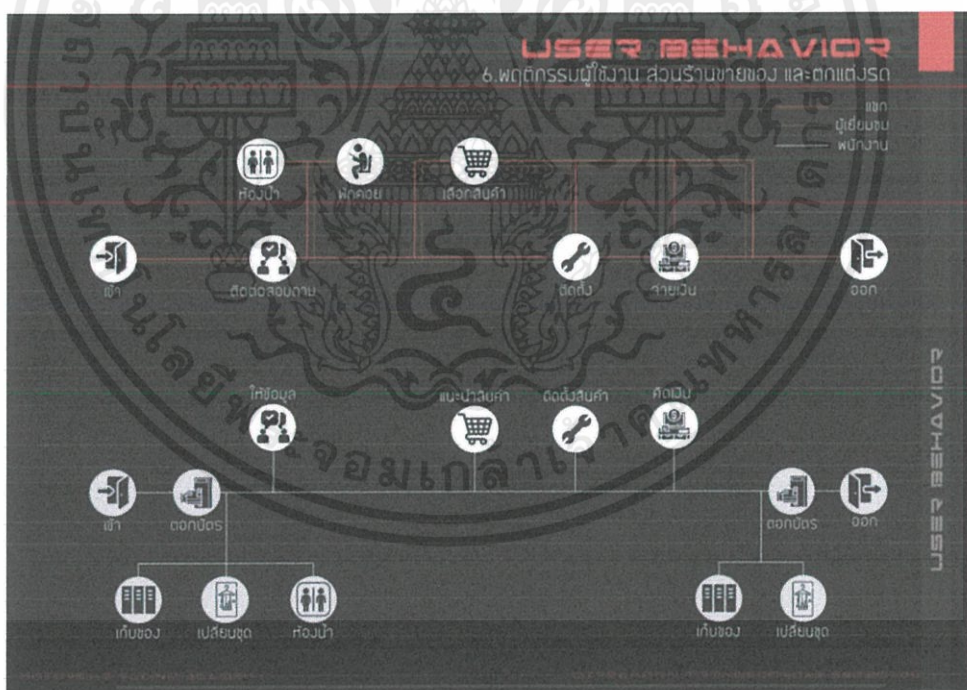 USER BEHAVIOR
6.พฤติกรรมผู้ใช้งาน ส่วนร้านขายของ และตกแต่งรถ
แขก
ผู้เยี่ยมชม
พนักงาน
ห้องน้ำ
พักคอย
เลือกสินค้า
เข้า
ติดต่อสอบถาม
ติดตั้ง
จ่ายเงิน
ออก
ให้ข้อมูล
แนะนำสินค้า
ติดตั้งสินค้า
คิดเงิน
เข้า
ตอกบัตร
ตอกบัตร
ออก
เก็บของ
เปลี่ยนชุด
ห้องน้ำ
เก็บของ
เปลี่ยนชุด
USER BEHAVIOR